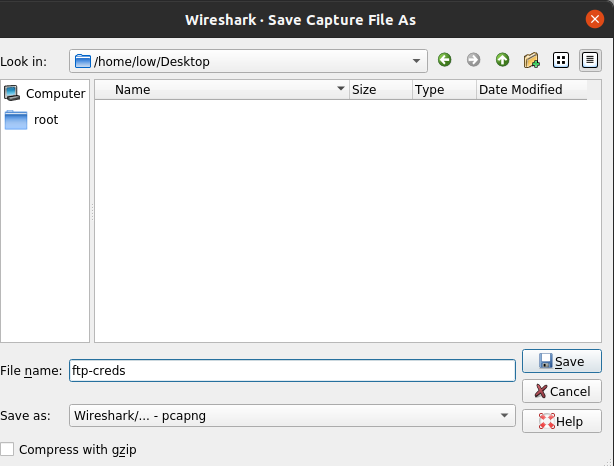 Wireshark · Save Capture File As
Look in: /home/low/Desktop
Computer
root
Name Size Type Date Modified
File name: ftp-creds
Save as: Wireshark/... - pcapng
Save
Cancel
Help
Compress with gzip